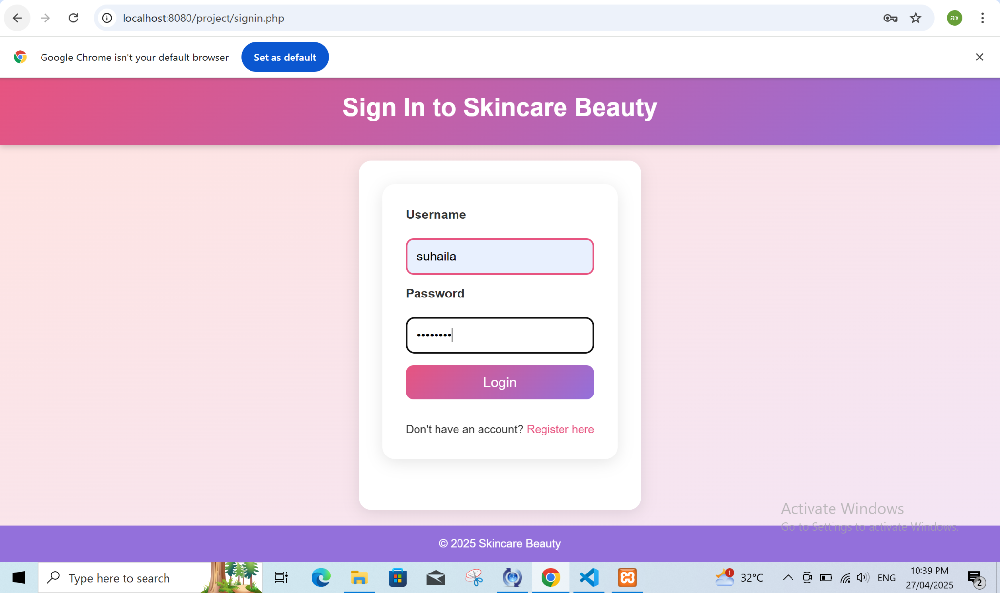 localhost:8080/project/signin.php
ax
Google Chrome isn't your default browser
Set as default
Sign In to Skincare Beauty
Username
suhaila
Password
••••••••
Login
Don't have an account? Register here
Activate Windows
Go to Settings to activate Windows.
© 2025 Skincare Beauty
Type here to search
1
32°C
ENG
10:39 PM
27/04/2025
2